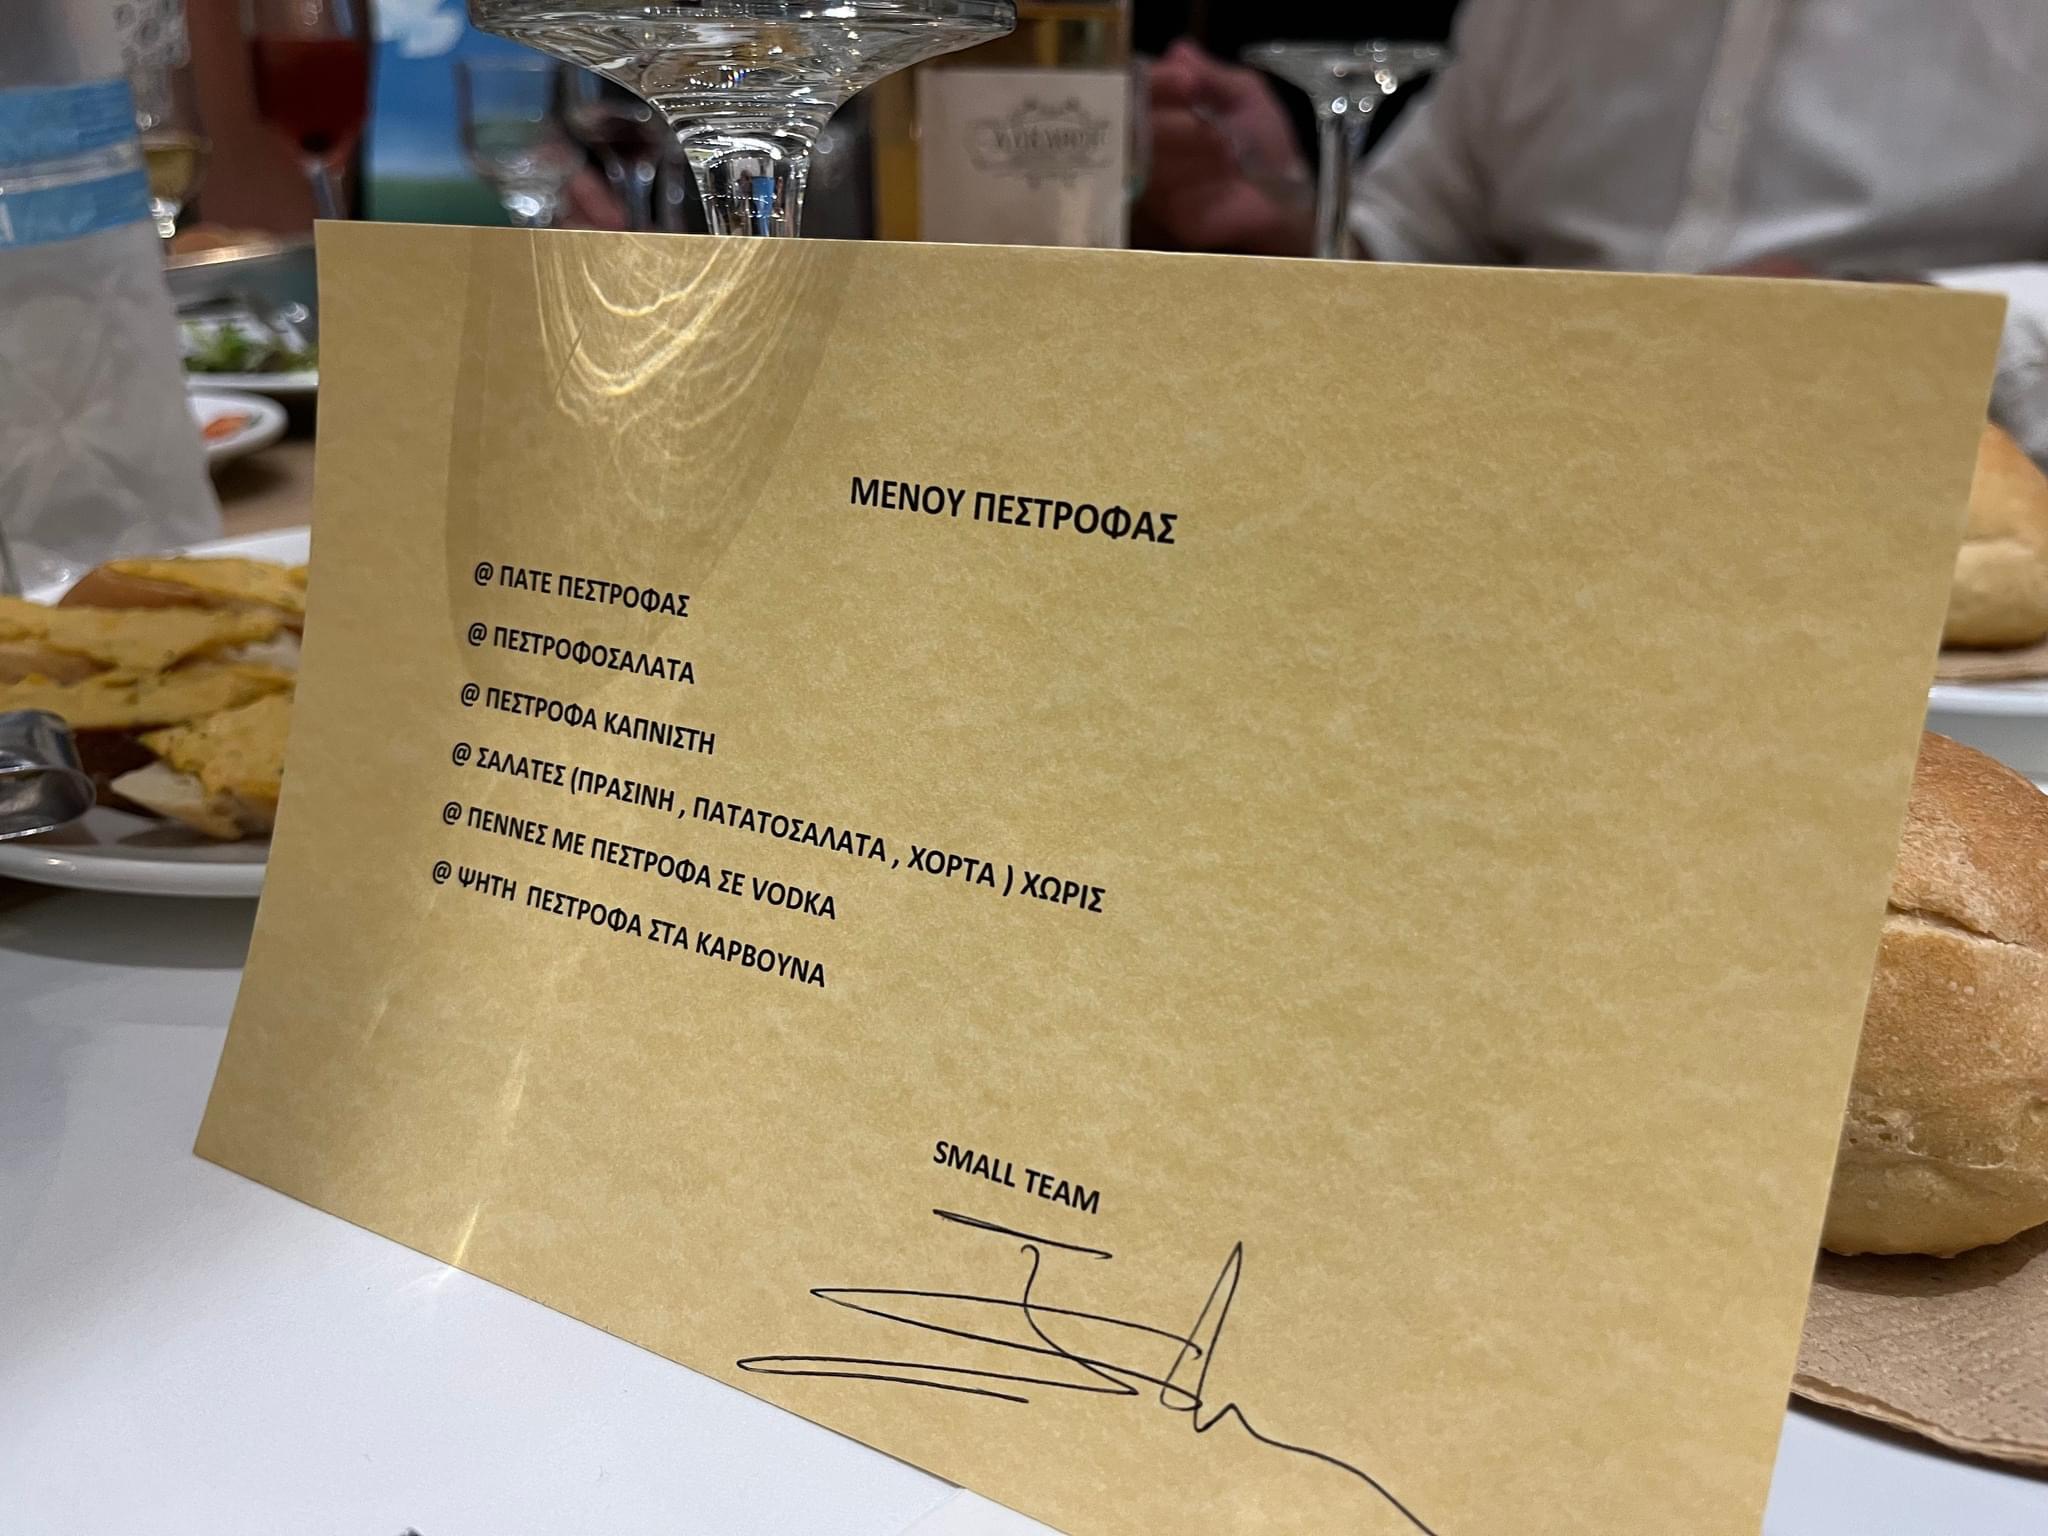 ΜΕΝΟΥ ΠΕΣΤΡΟΦΑΣ
@ ΠΑΤΕ ΠΕΣΤΡΟΦΑΣ
@ ΠΕΣΤΡΟΦΟΣΑΛΑΤΑ
@ ΠΕΣΤΡΟΦΑ ΚΑΠΝΙΣΤΗ
@ ΣΑΛΑΤΕΣ (ΠΡΑΣΙΝΗ , ΠΑΤΑΤΟΣΑΛΑΤΑ , ΧΟΡΤΑ ) ΧΩΡΙΣ
@ ΠΕΝΝΕΣ ΜΕ ΠΕΣΤΡΟΦΑ ΣΕ VODKA
@ ΨΗΤΗ ΠΕΣΤΡΟΦΑ ΣΤΑ ΚΑΡΒΟΥΝΑ
SMALL TEAM